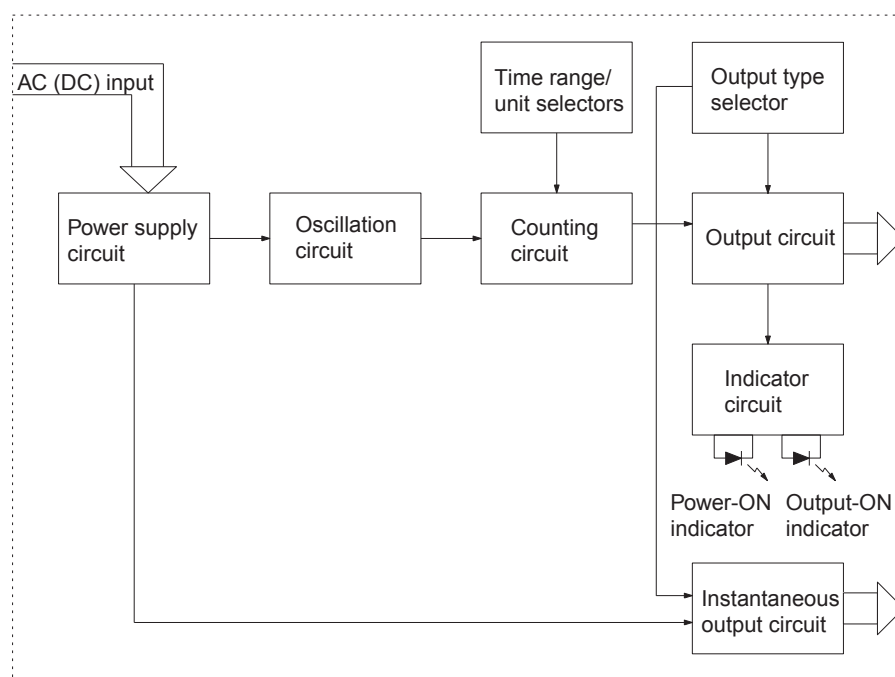 AC (DC) input
Time range/
unit selectors
Output type
selector
Power supply
circuit
Oscillation
circuit
Counting
circuit
Output circuit
Indicator
circuit
Power-ON
indicator
Output-ON
indicator
Instantaneous
output circuit